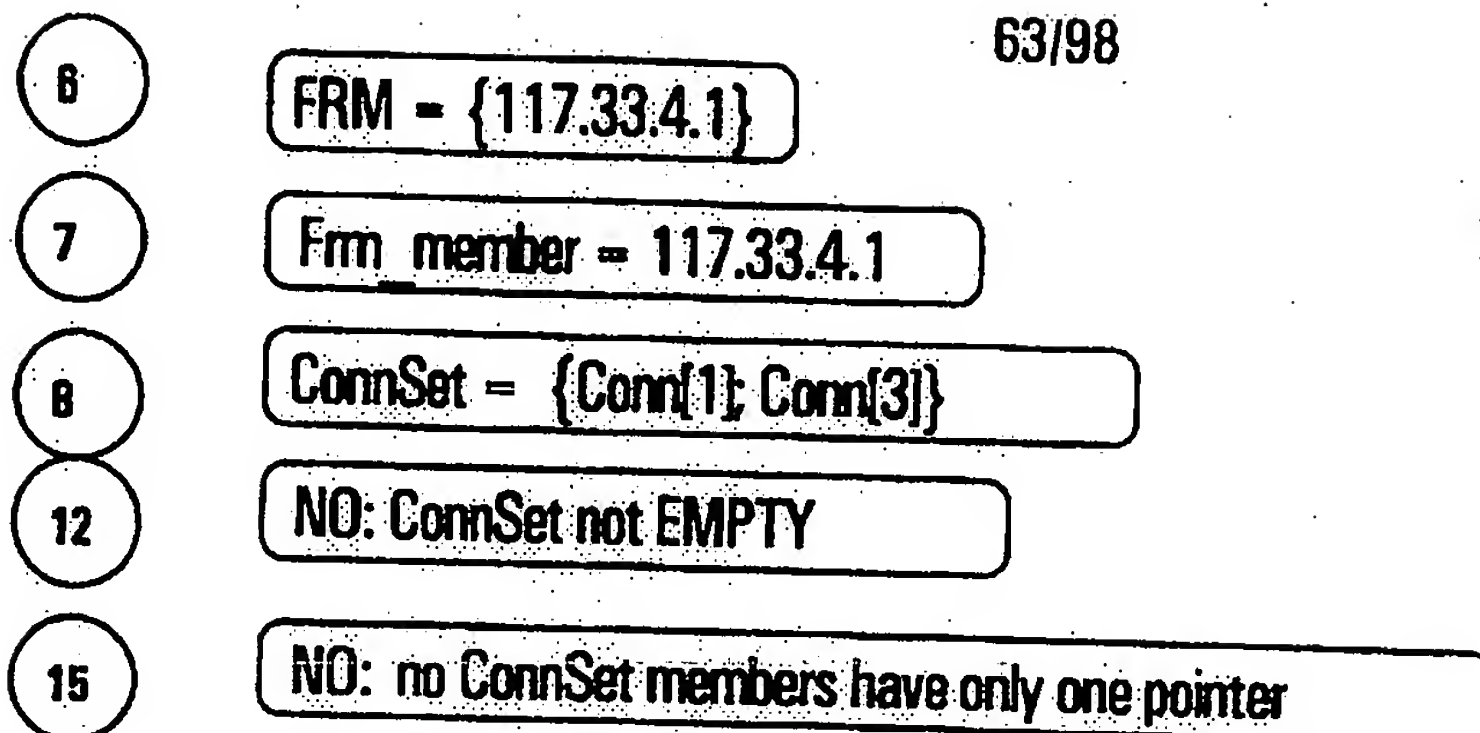 63/98
6 FRM = {117.33.4.1}
7 Frm_member = 117.33.4.1
8 ConnSet = {Conn[1]; Conn[3]}
12 NO: ConnSet not EMPTY
15 NO: no ConnSet members have only one pointer